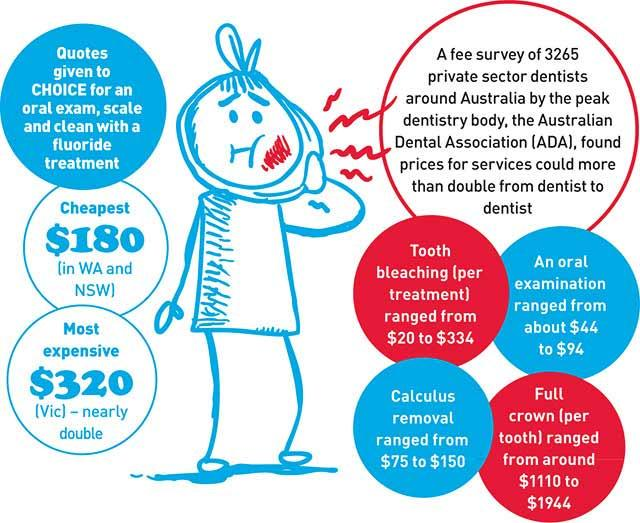 Quotes
given to
CHOICE for an
oral exam, scale
and clean with a
fluoride
treatment
Cheapest
$180
(in WA and
NSW)
Most
expensive
$320
(Vic) – nearly
double
A fee survey of 3265
private sector dentists
around Australia by the peak
dentistry body, the Australian
Dental Association (ADA), found
prices for services could more
than double from dentist to
dentist
Tooth
bleaching (per
treatment)
ranged from
$20 to $334
An oral
examination
ranged from
about $44
to $94
Calculus
removal
ranged from
$75 to $150
Full
crown (per
tooth) ranged
from around
$1110 to
$1944